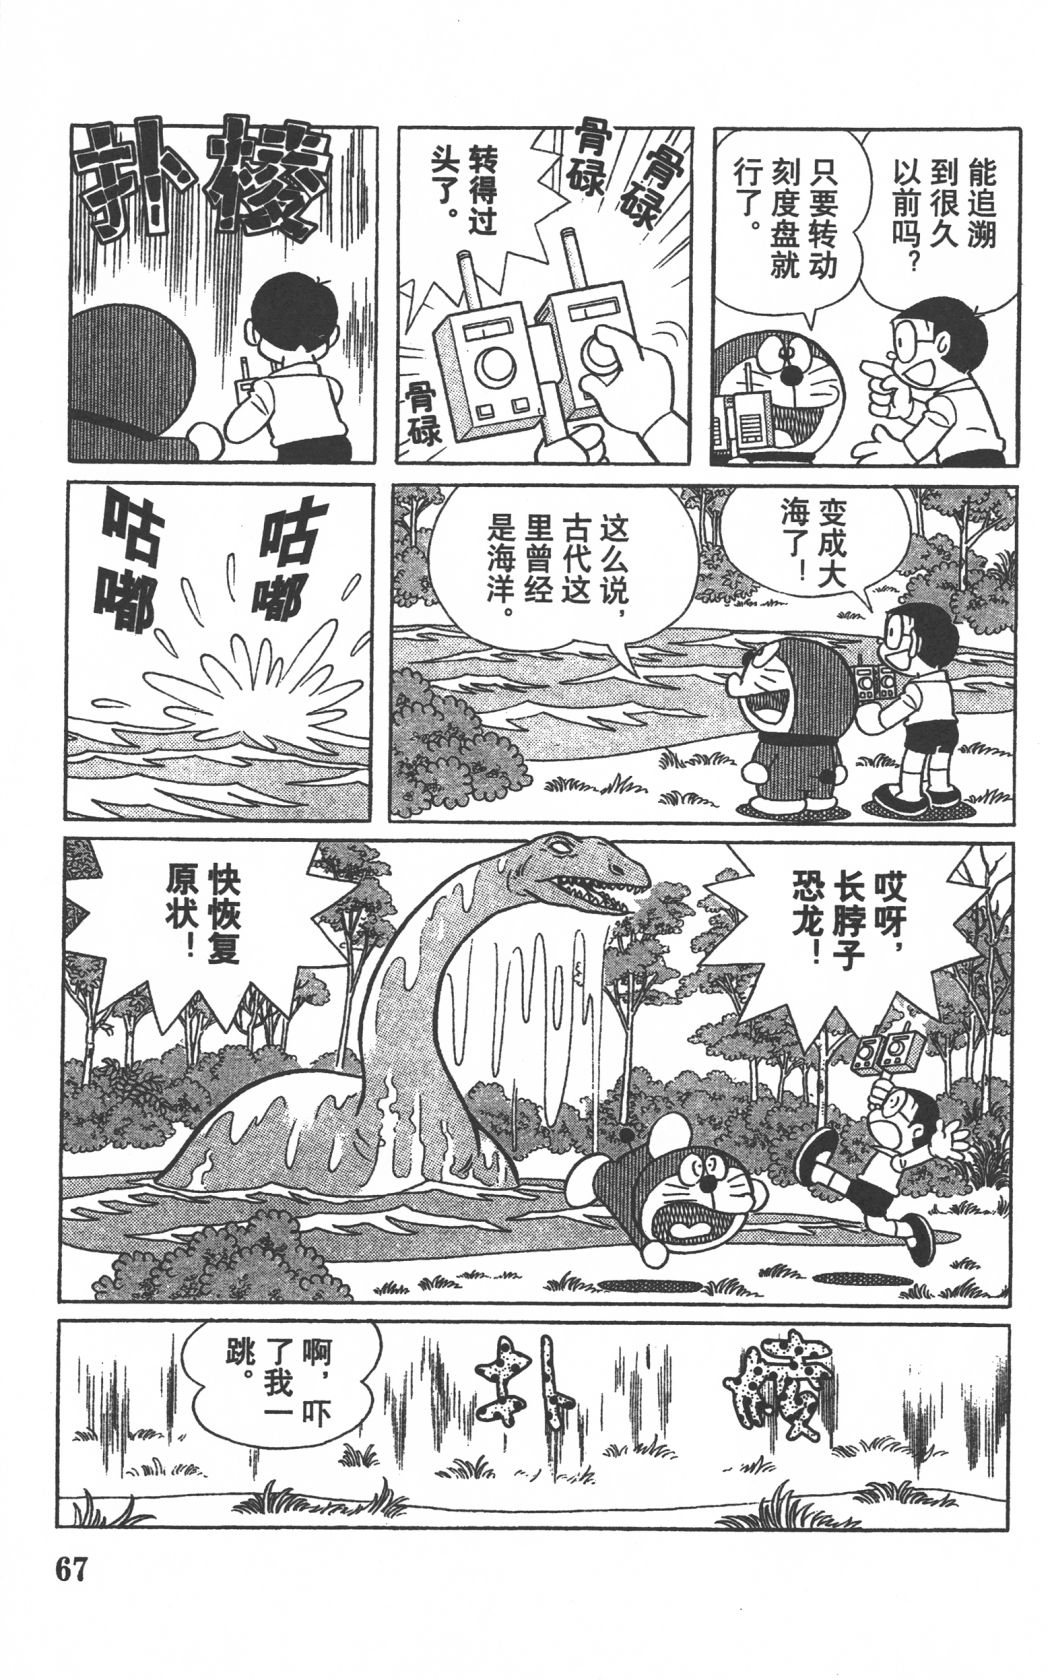 能追溯
到很久
以前吗？
只要转动
刻度盘就
行了。
骨碌
骨碌
转得过
头了。
骨碌
扑棱
变成大
海了！
这么说，
古代这
里曾经
是海洋。
咕嘟
咕嘟
哎呀，
长脖子
恐龙！
快恢复
原状！
扑棱
啊，吓
了我一
跳。
67